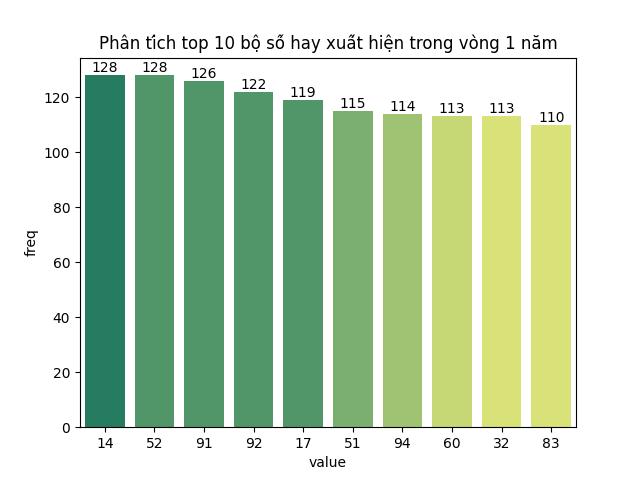 Phân tích top 10 bộ số hay xuất hiện trong vòng 1 năm
128 128 126 122 119 115 114 113 113 110
120
100
80
60
40
20
0
freq
14 52 91 92 17 51 94 60 32 83
value